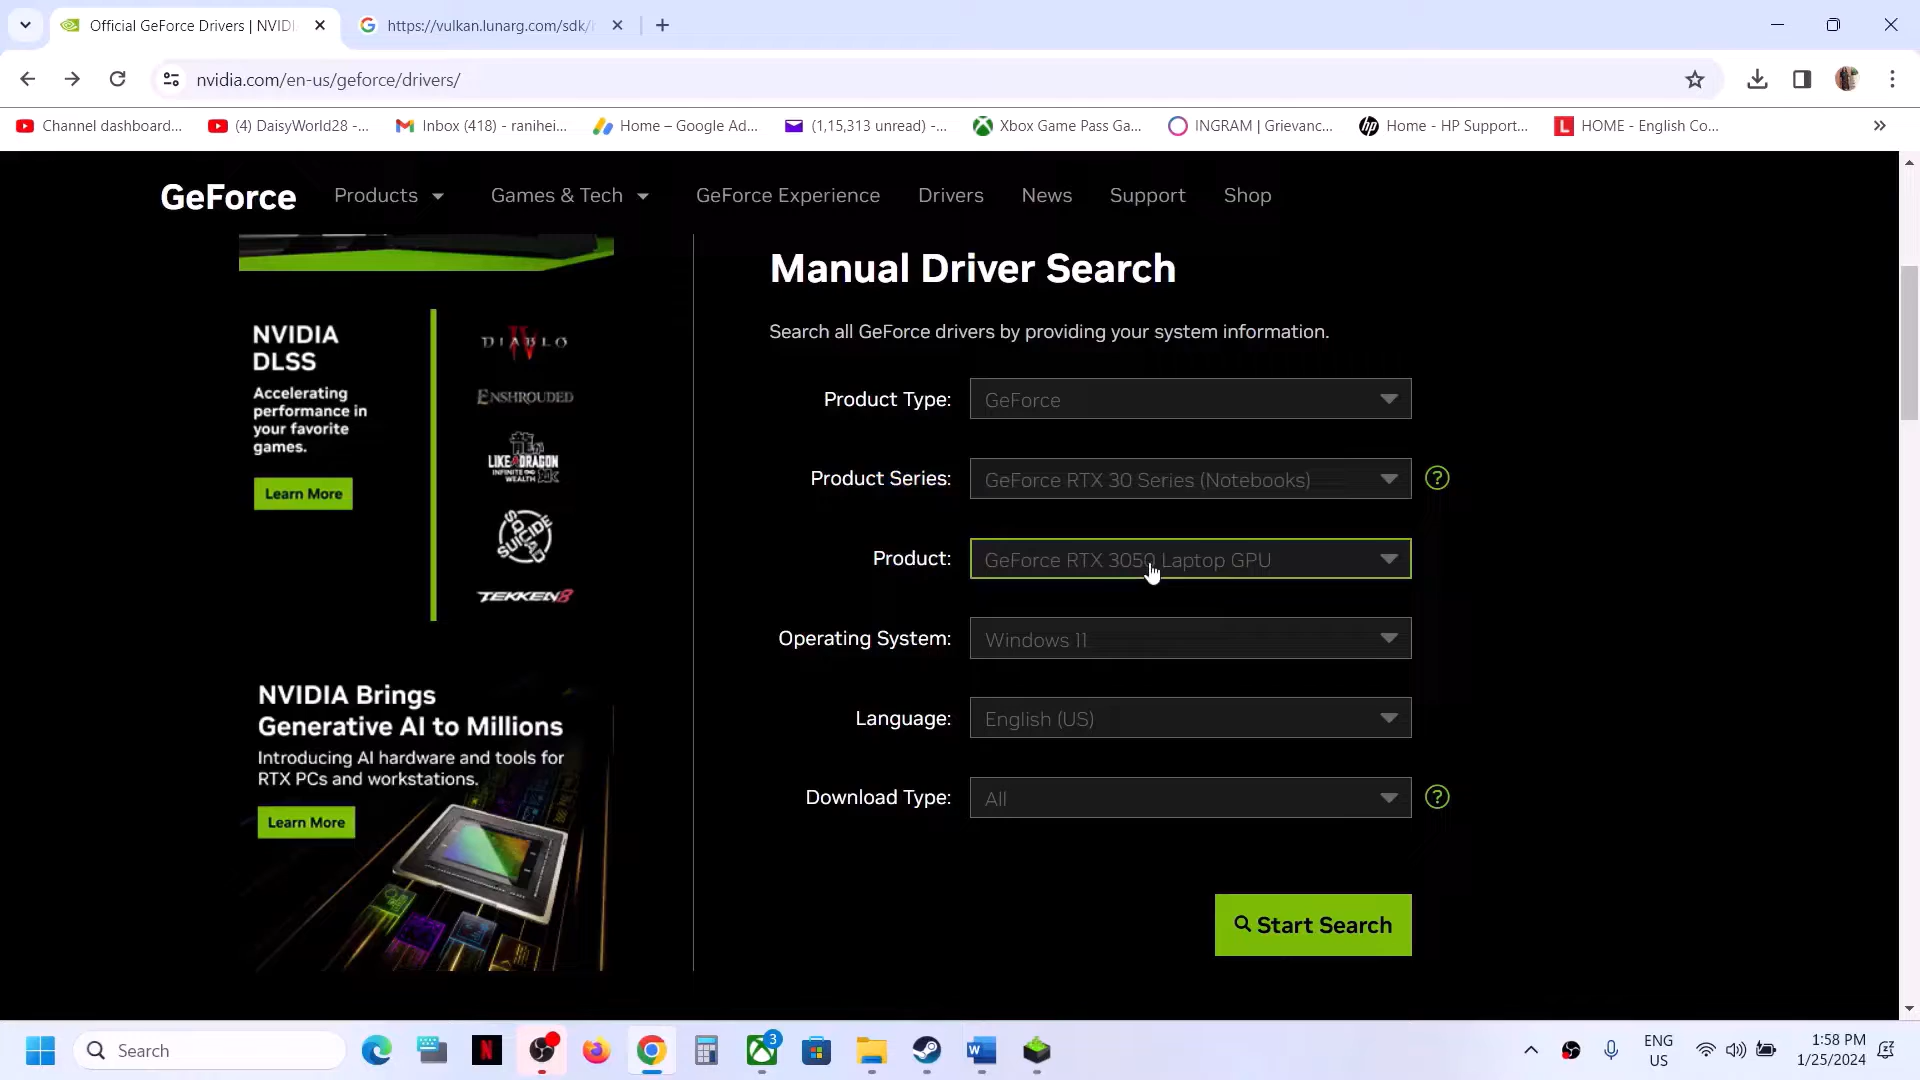 Official GeForce Drivers | NVIDI
https://vulkan.lunarg.com/sdk/
nvidia.com/en-us/geforce/drivers/
Channel dashboard...
(4) DaisyWorld28 -...
Inbox (418) - ranihei...
Home – Google Ad...
(1,15,313 unread) -...
Xbox Game Pass Ga...
INGRAM | Grievanc...
Home - HP Support...
HOME - English Co...
GeForce
Products
Games & Tech
GeForce Experience
Drivers
News
Support
Shop
NVIDIA
DLSS
Accelerating
performance in
your favorite
games.
Learn More
DIABLO
IV
ENSHROUDED
LIKE A DRAGON
INFINITE WEALTH
SUICIDE
SQUAD
TEKKEN 8
NVIDIA Brings
Generative AI to Millions
Introducing AI hardware and tools for
RTX PCs and workstations.
Learn More
Manual Driver Search
Search all GeForce drivers by providing your system information.
Product Type: GeForce
Product Series: GeForce RTX 30 Series (Notebooks) ?
Product: GeForce RTX 3050 Laptop GPU
Operating System: Windows 11
Language: English (US)
Download Type: All ?
Start Search
Search
3
ENG
US
1:58 PM
1/25/2024